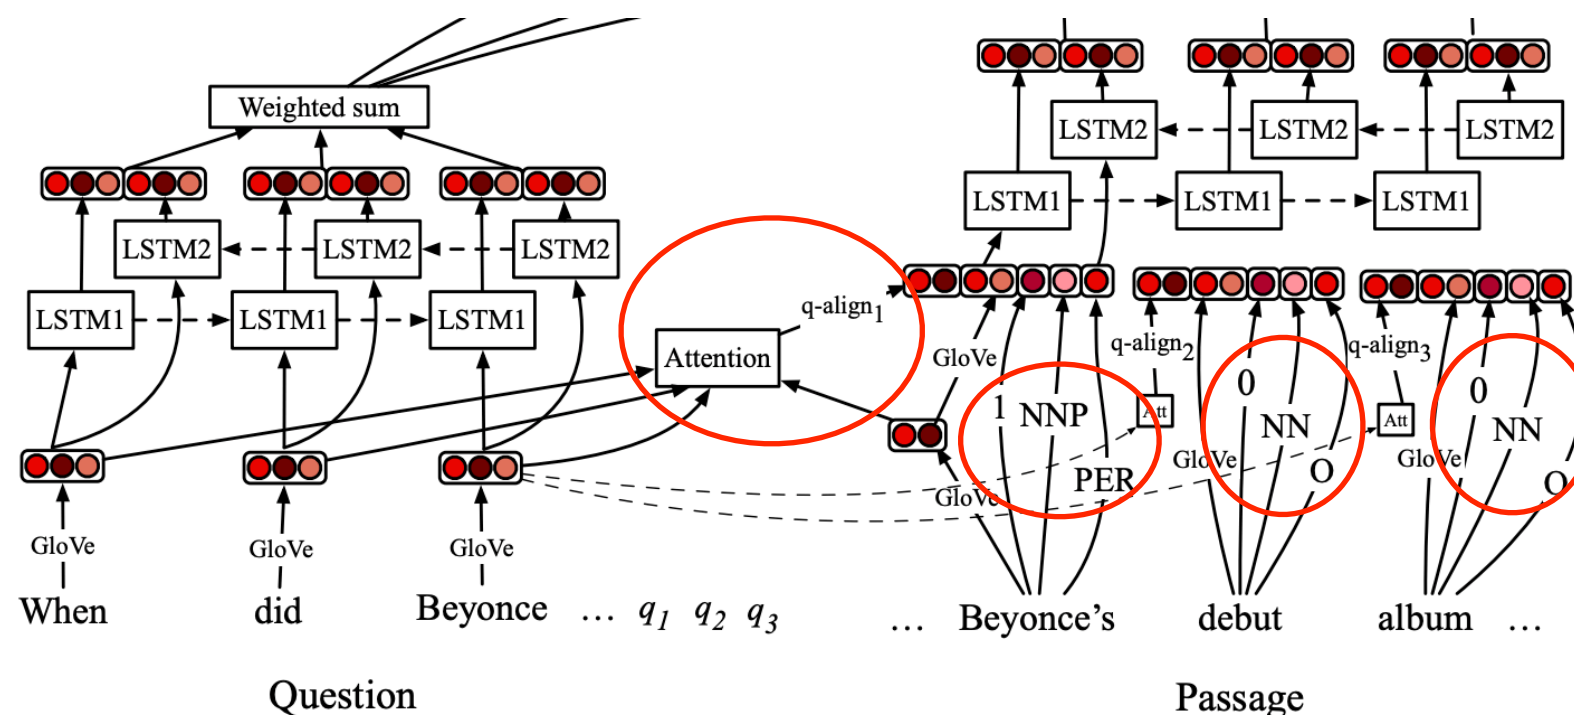 Weighted sum
LSTM2 LSTM2 LSTM2
LSTM1 LSTM1 LSTM1
GloVe GloVe GloVe
When did Beyonce … q1 q2 q3
Question
Attention
q-align1
LSTM2 LSTM2 LSTM2
LSTM1 LSTM1 LSTM1
GloVe
1 NNP PER
GloVe
q-align2
Att
GloVe
0 NN O
q-align3
Att
GloVe
0 NN O
… Beyonce’s debut album …
Passage